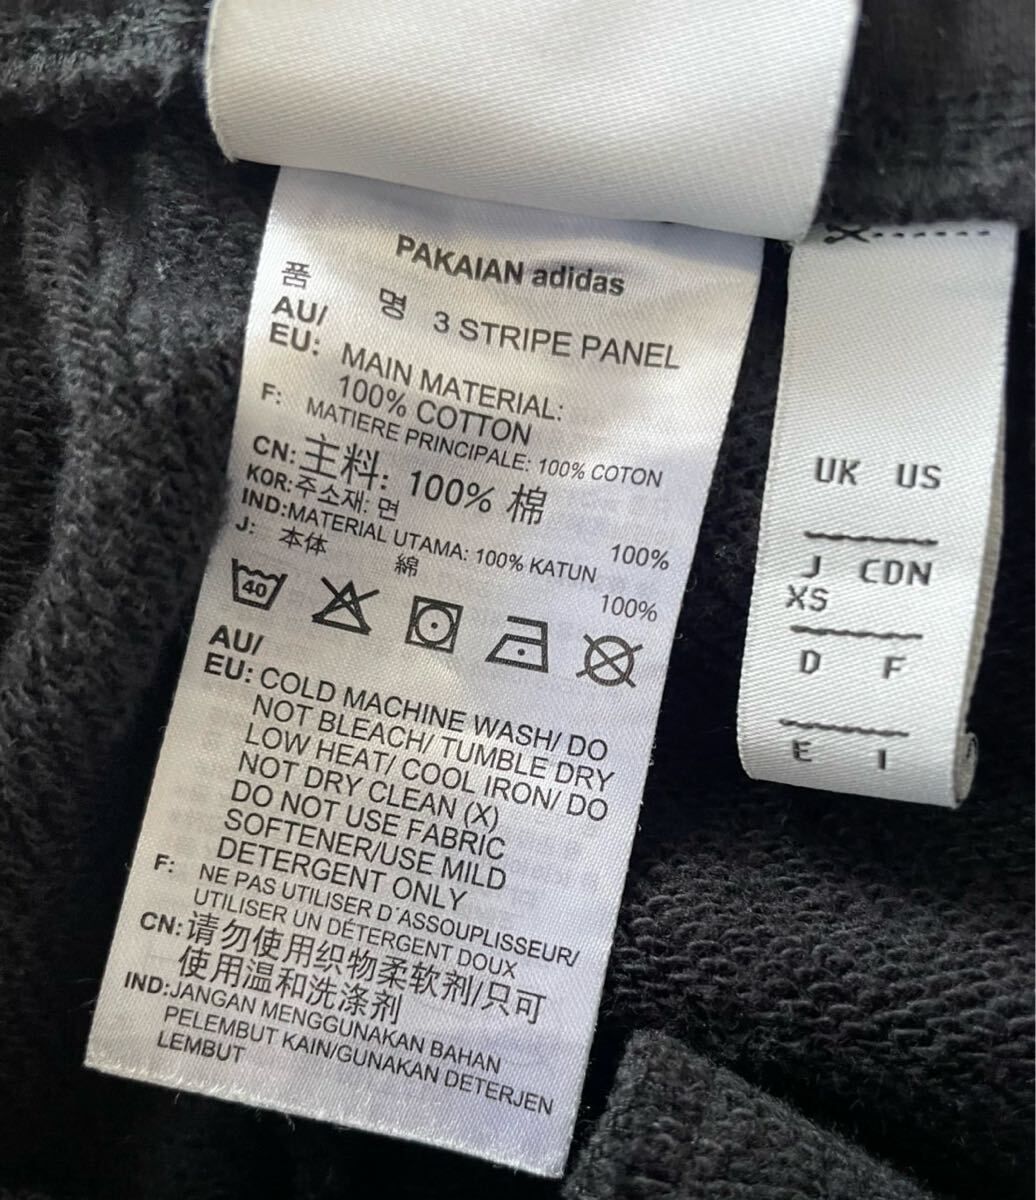 PAKAIAN adidas
품 명 3 STRIPE PANEL
AU/
EU: MAIN MATERIAL:
100% COTTON
F: MATIERE PRINCIPALE: 100% COTON
CN: 主料: 100% 棉
KOR: 주소재: 면 100%
IND: MATERIAL UTAMA: 100% KATUN
J: 本体 綿 100%
40
AU/
EU: COLD MACHINE WASH/ DO
NOT BLEACH/ TUMBLE DRY
LOW HEAT/ COOL IRON/ DO
NOT DRY CLEAN (X)
DO NOT USE FABRIC
SOFTENER/USE MILD
DETERGENT ONLY
F: NE PAS UTILISER D´ASSOUPLISSEUR/
UTILISER UN DÉTERGENT DOUX
CN: 请勿使用织物柔软剂/只可
使用温和洗涤剂
IND: JANGAN MENGGUNAKAN BAHAN
PELEMBUT KAIN/GUNAKAN DETERJEN
LEMBUT
UK US
J CDN
XS
D F
E I